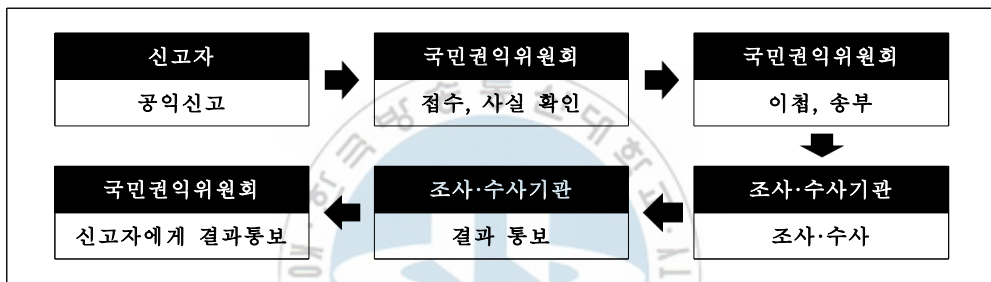 신고자
공익신고
국민권익위원회
접수, 사실 확인
국민권익위원회
이첩, 송부
조사·수사기관
조사·수사
조사·수사기관
결과 통보
국민권익위원회
신고자에게 결과통보